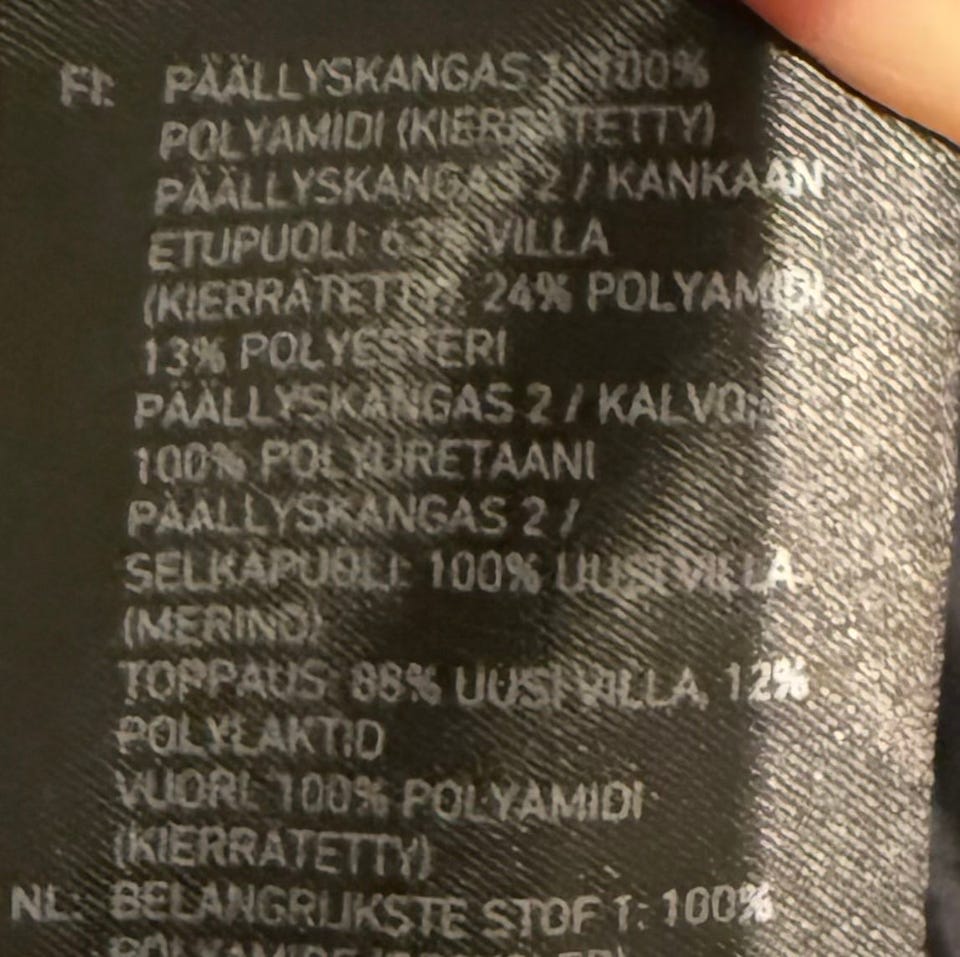 FI: PÄÄLLYSKANGAS 1: 100%
POLYAMIDI (KIERRÄTETTY)
PÄÄLLYSKANGAS 2 / KANKAAN
ETUPUOLI: 63% VILLA
(KIERRÄTETTY), 24% POLYAMIDI,
13% POLYESTERI
PÄÄLLYSKANGAS 2 / KALVO:
100% POLYURETAANI
PÄÄLLYSKANGAS 2 /
SELKÄPUOLI: 100% UUSI VILLA
(MERINO)
TOPPAUS: 88% UUSI VILLA, 12%
POLYLAKTID
VUORI: 100% POLYAMIDI
(KIERRÄTETTY)
NL: BELANGRIJKSTE STOF 1: 100%